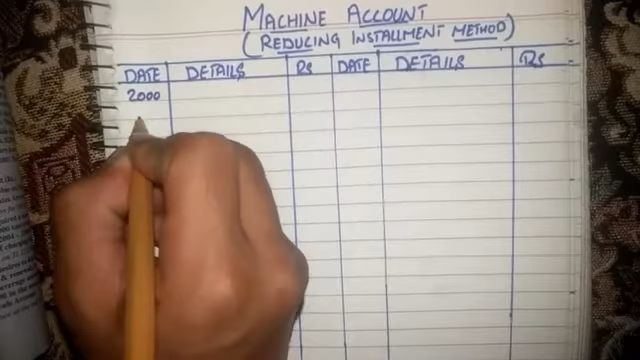 MACHINE ACCOUNT
(REDUCING INSTALLMENT METHOD)
DATE DETAILS Rs DATE DETAILS Rs
2000